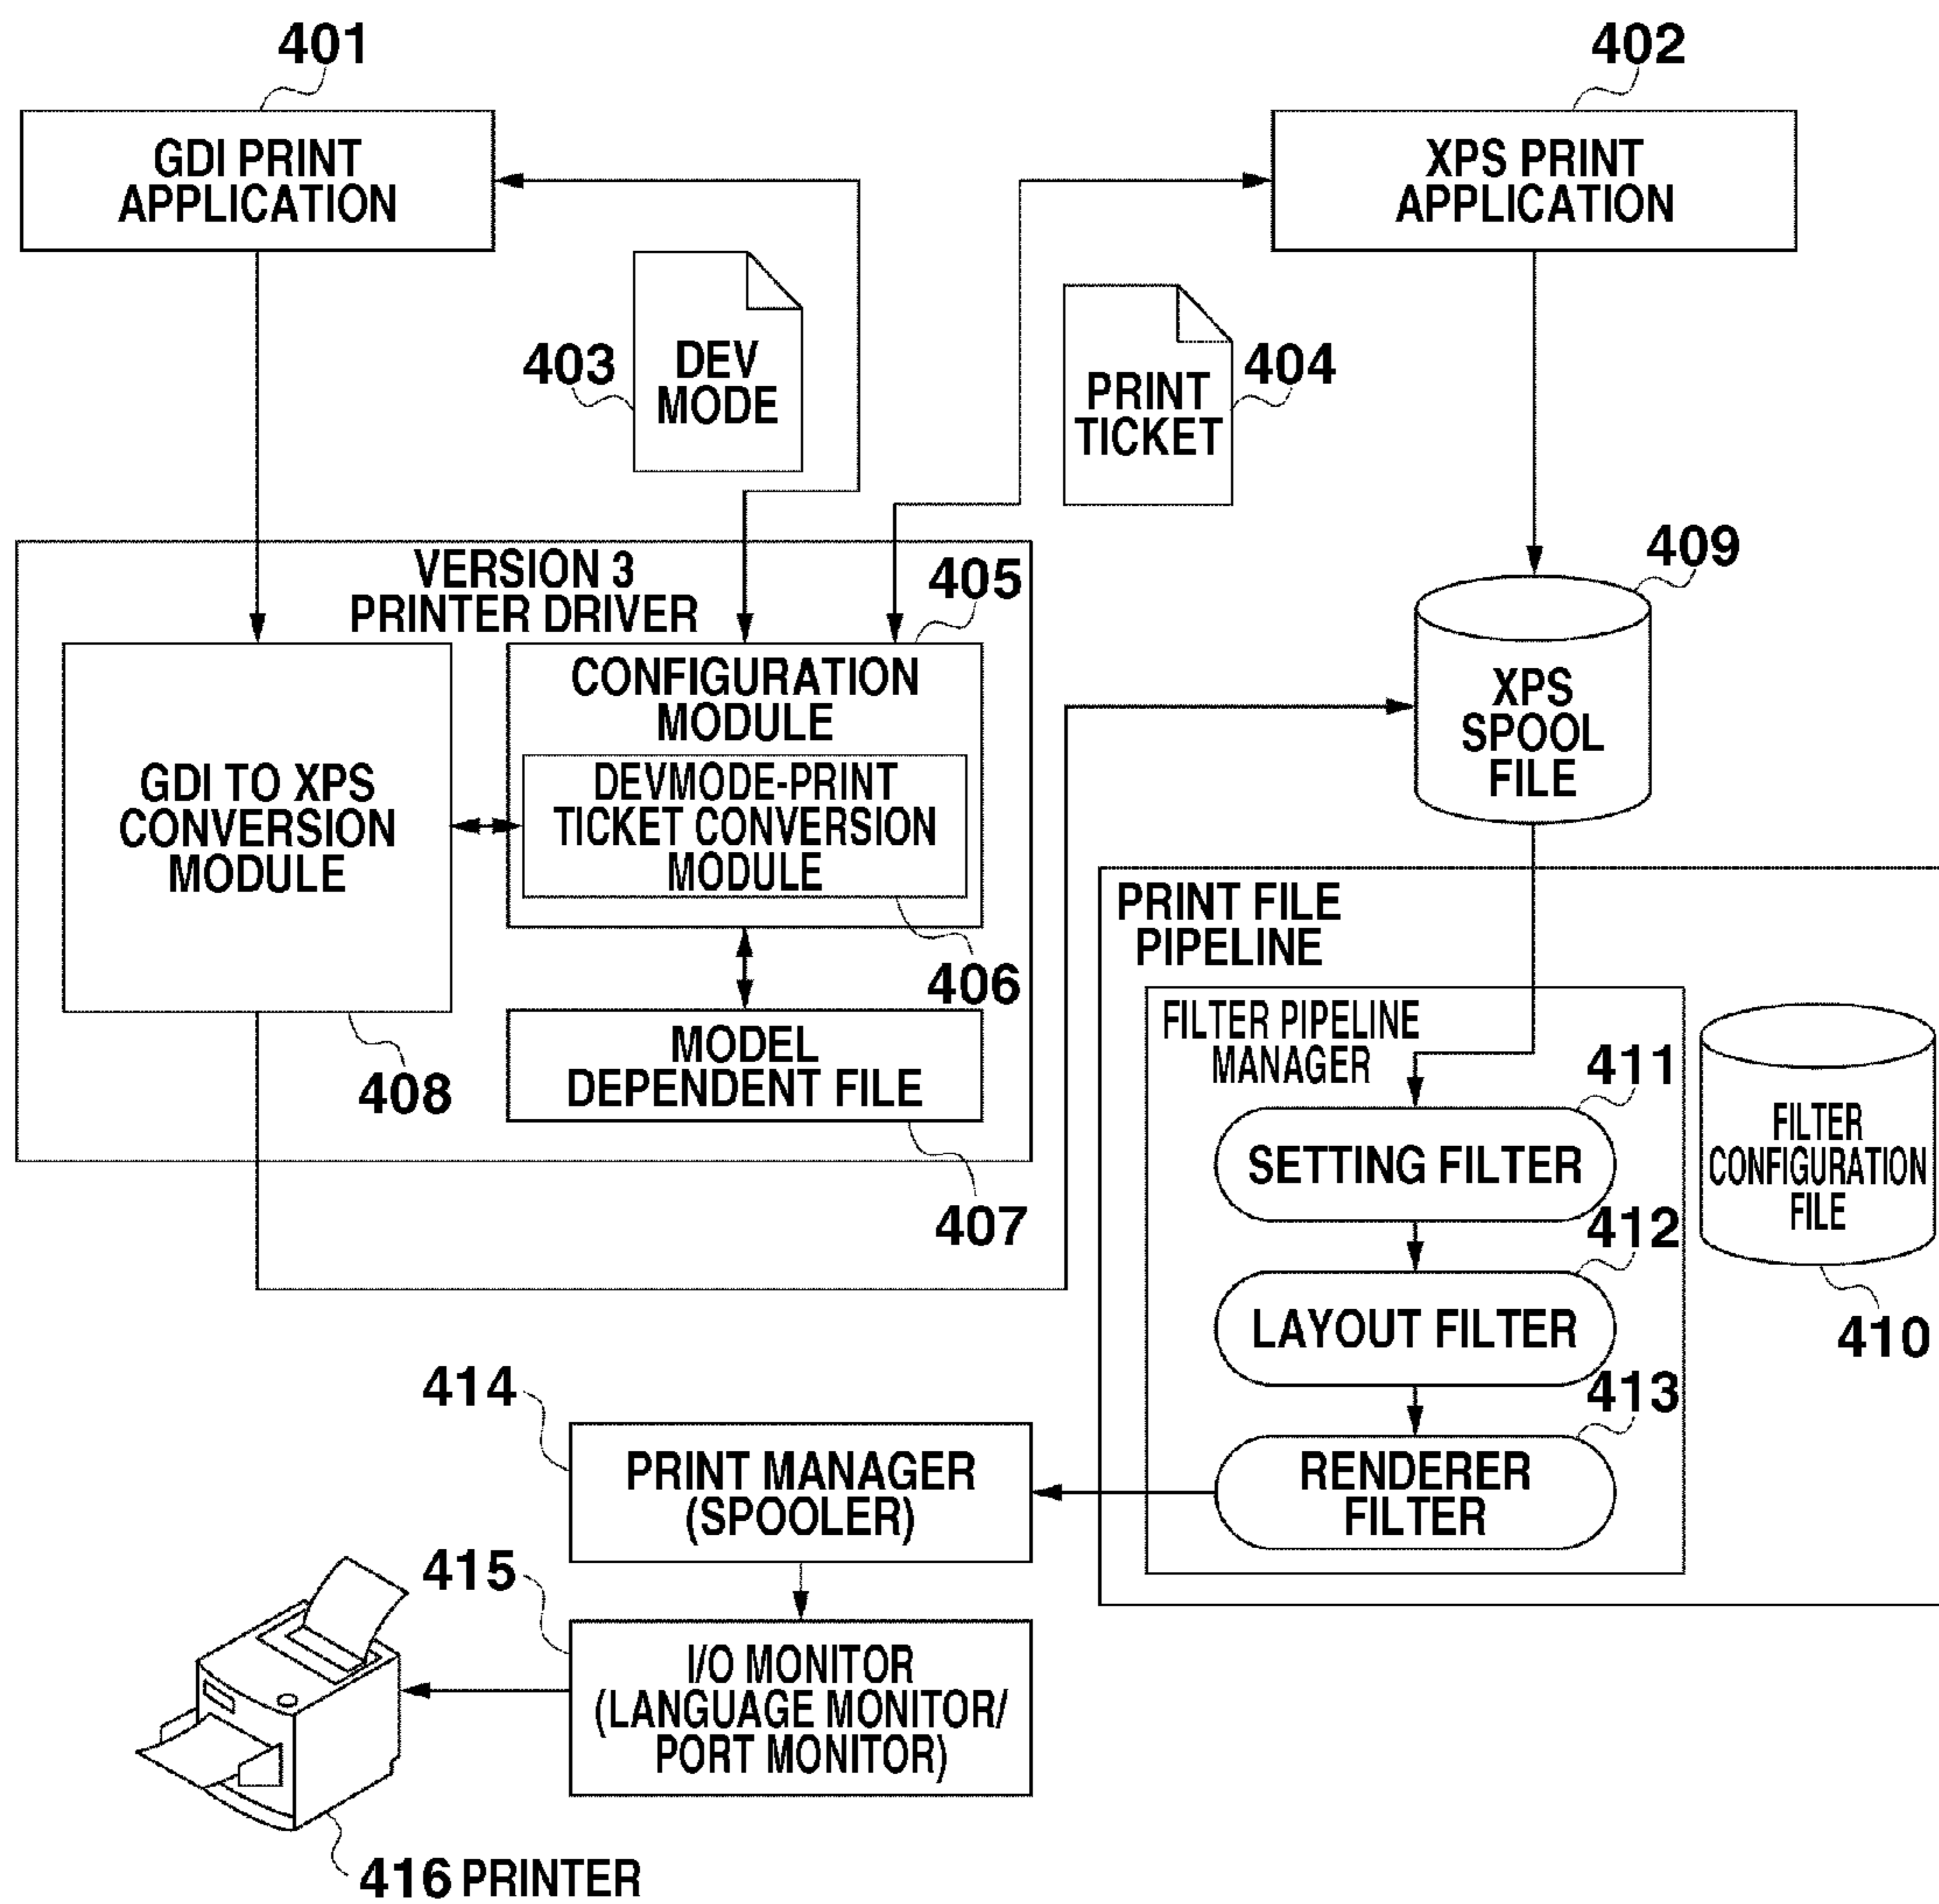 401
402
GDI PRINT
APPLICATION
XPS PRINT
APPLICATION
403
DEV
MODE
PRINT
TICKET
404
VERSION 3
PRINTER DRIVER
405
409
CONFIGURATION
MODULE
DEVMODE-PRINT
TICKET CONVERSION
MODULE
GDI TO XPS
CONVERSION
MODULE
XPS
SPOOL
FILE
406
MODEL
DEPENDENT FILE
408
407
PRINT FILE
PIPELINE
FILTER PIPELINE
MANAGER
411
SETTING FILTER
FILTER
CONFIGURATION
FILE
412
LAYOUT FILTER
410
413
RENDERER
FILTER
414
PRINT MANAGER
(SPOOLER)
415
I/O MONITOR
(LANGUAGE MONITOR/
PORT MONITOR)
416 PRINTER